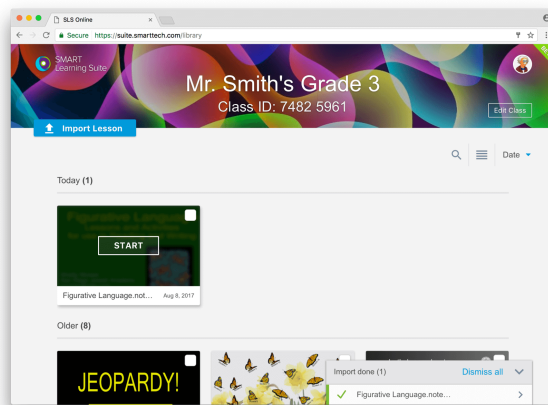 SLS Online
Secure https://suite.smarttech.com/library
SMART
Learning Suite
Mr. Smith's Grade 3
Class ID: 7482 5961
Edit Class
Import Lesson
Date
Today (1)
Figurative Language
START
Figurative Language.not...
Aug 8, 2017
Older (8)
JEOPARDY!
Import done (1)
Dismiss all
Figurative Language.note...